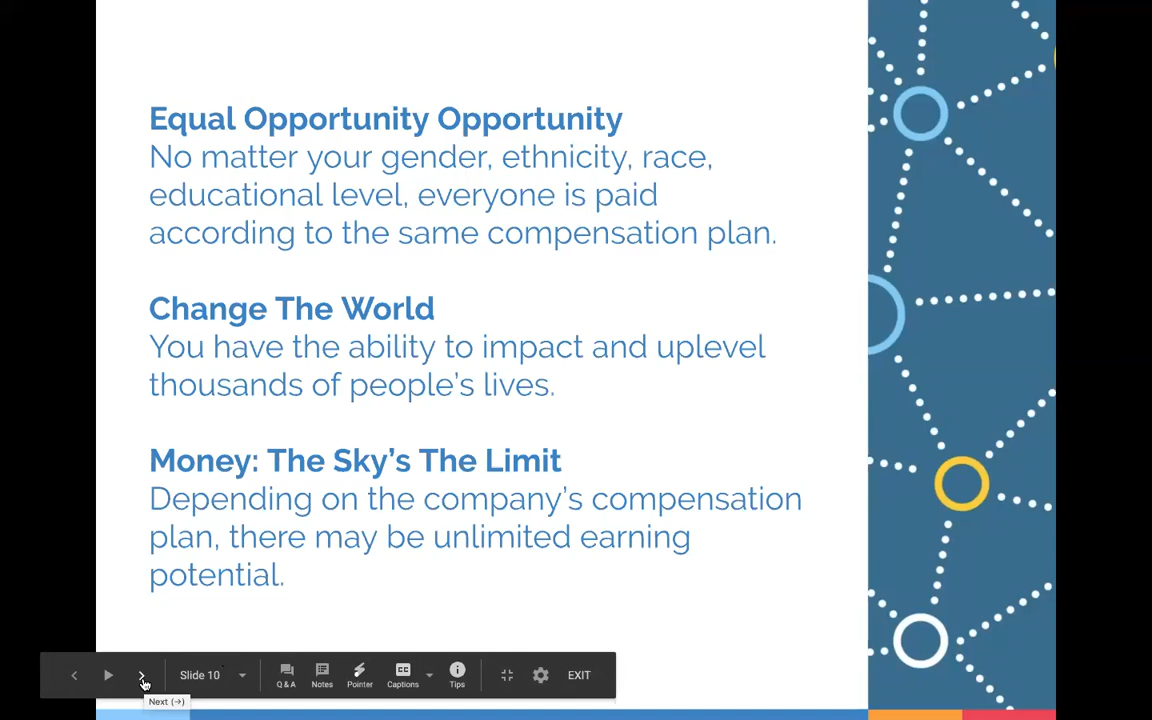 Equal Opportunity Opportunity
No matter your gender, ethnicity, race,
educational level, everyone is paid
according to the same compensation plan.
Change The World
You have the ability to impact and uplevel
thousands of people's lives.
Money: The Sky's The Limit
Depending on the company's compensation
plan, there may be unlimited earning
potential.
Slide 10
Q & A
Notes
Pointer
CC
Captions
Tips
EXIT
Next (→)